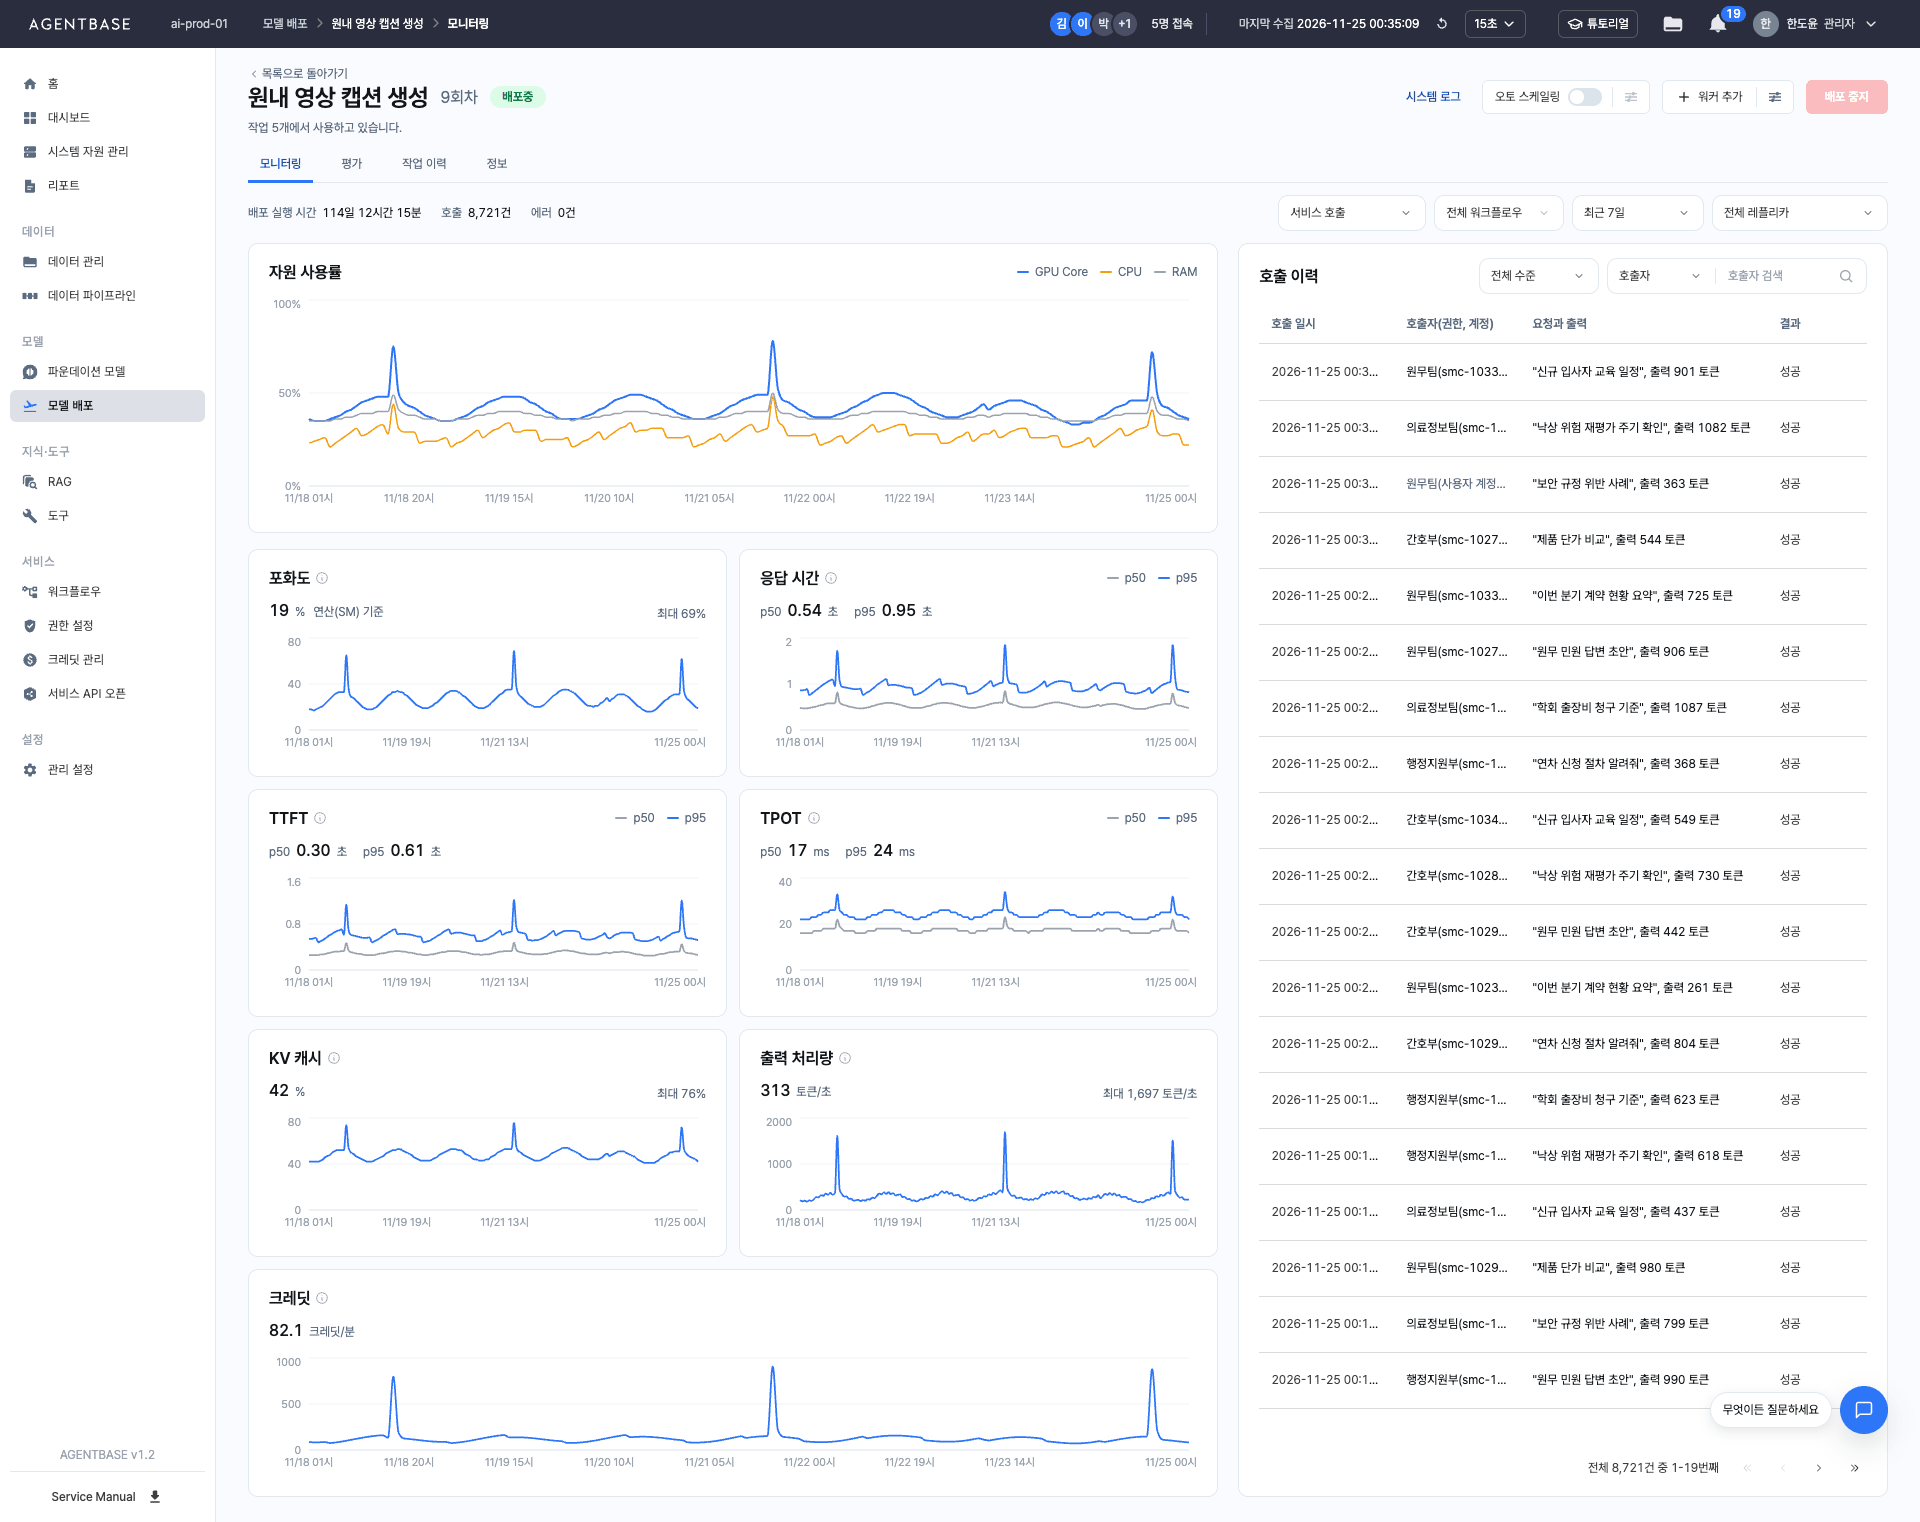 AGENTBASE
ai-prod-01
모델 배포 > 원내 영상 캡션 생성 > 모니터링
김 이 박 +1 5명 접속
마지막 수집 2026-11-25 00:35:09
15초
튜토리얼
19
한 한도윤 관리자
홈
대시보드
시스템 자원 관리
리포트
데이터
데이터 관리
데이터 파이프라인
모델
파운데이션 모델
모델 배포
지식·도구
RAG
도구
서비스
워크플로우
권한 설정
크레딧 관리
서비스 API 오픈
설정
관리 설정
AGENTBASE v1.2
Service Manual
목록으로 돌아가기
원내 영상 캡션 생성 9회차 배포중
작업 5개에서 사용하고 있습니다.
시스템 로그
오토 스케일링
워커 추가
배포 중지
모니터링 평가 작업 이력 정보
배포 실행 시간 114일 12시간 15분 호출 8,721건 에러 0건
서비스 호출
전체 워크플로우
최근 7일
전체 레플리카
자원 사용률
GPU Core CPU RAM
100%
50%
0%
11/18 01시 11/18 20시 11/19 15시 11/20 10시 11/21 05시 11/22 00시 11/22 19시 11/23 14시 11/25 00시
포화도
19 % 연산(SM) 기준 최대 69%
80
40
0
11/18 01시 11/19 19시 11/21 13시 11/25 00시
응답 시간
p50 p95
p50 0.54 초 p95 0.95 초
2
1
0
11/18 01시 11/19 19시 11/21 13시 11/25 00시
TTFT
p50 p95
p50 0.30 초 p95 0.61 초
1.6
0.8
0
11/18 01시 11/19 19시 11/21 13시 11/25 00시
TPOT
p50 p95
p50 17 ms p95 24 ms
40
20
0
11/18 01시 11/19 19시 11/21 13시 11/25 00시
KV 캐시
42 % 최대 76%
80
40
0
11/18 01시 11/19 19시 11/21 13시 11/25 00시
출력 처리량
313 토큰/초 최대 1,697 토큰/초
2000
1000
0
11/18 01시 11/19 19시 11/21 13시 11/25 00시
크레딧
82.1 크레딧/분
1000
500
0
11/18 01시 11/18 20시 11/19 15시 11/20 10시 11/21 05시 11/22 00시 11/22 19시 11/23 14시 11/25 00시
호출 이력
전체 수준
호출자
호출자 검색
호출 일시 호출자(권한, 계정) 요청과 출력 결과
2026-11-25 00:3... 원무팀(smc-1033... "신규 입사자 교육 일정", 출력 901 토큰 성공
2026-11-25 00:3... 의료정보팀(smc-1... "낙상 위험 재평가 주기 확인", 출력 1082 토큰 성공
2026-11-25 00:3... 원무팀(사용자 계정... "보안 규정 위반 사례", 출력 363 토큰 성공
2026-11-25 00:3... 간호부(smc-1027... "제품 단가 비교", 출력 544 토큰 성공
2026-11-25 00:2... 원무팀(smc-1033... "이번 분기 계약 현황 요약", 출력 725 토큰 성공
2026-11-25 00:2... 원무팀(smc-1027... "원무 민원 답변 초안", 출력 906 토큰 성공
2026-11-25 00:2... 의료정보팀(smc-1... "학회 출장비 청구 기준", 출력 1087 토큰 성공
2026-11-25 00:2... 행정지원부(smc-1... "연차 신청 절차 알려줘", 출력 368 토큰 성공
2026-11-25 00:2... 간호부(smc-1034... "신규 입사자 교육 일정", 출력 549 토큰 성공
2026-11-25 00:2... 간호부(smc-1028... "낙상 위험 재평가 주기 확인", 출력 730 토큰 성공
2026-11-25 00:2... 간호부(smc-1029... "원무 민원 답변 초안", 출력 442 토큰 성공
2026-11-25 00:2... 원무팀(smc-1023... "이번 분기 계약 현황 요약", 출력 261 토큰 성공
2026-11-25 00:2... 간호부(smc-1029... "연차 신청 절차 알려줘", 출력 804 토큰 성공
2026-11-25 00:1... 행정지원부(smc-1... "학회 출장비 청구 기준", 출력 623 토큰 성공
2026-11-25 00:1... 행정지원부(smc-1... "낙상 위험 재평가 주기 확인", 출력 618 토큰 성공
2026-11-25 00:1... 의료정보팀(smc-1... "신규 입사자 교육 일정", 출력 437 토큰 성공
2026-11-25 00:1... 원무팀(smc-1029... "제품 단가 비교", 출력 980 토큰 성공
2026-11-25 00:1... 의료정보팀(smc-1... "보안 규정 위반 사례", 출력 799 토큰 성공
2026-11-25 00:1... 행정지원부(smc-1... "원무 민원 답변 초안", 출력 990 토큰 성공
무엇이든 질문하세요
전체 8,721건 중 1-19번째